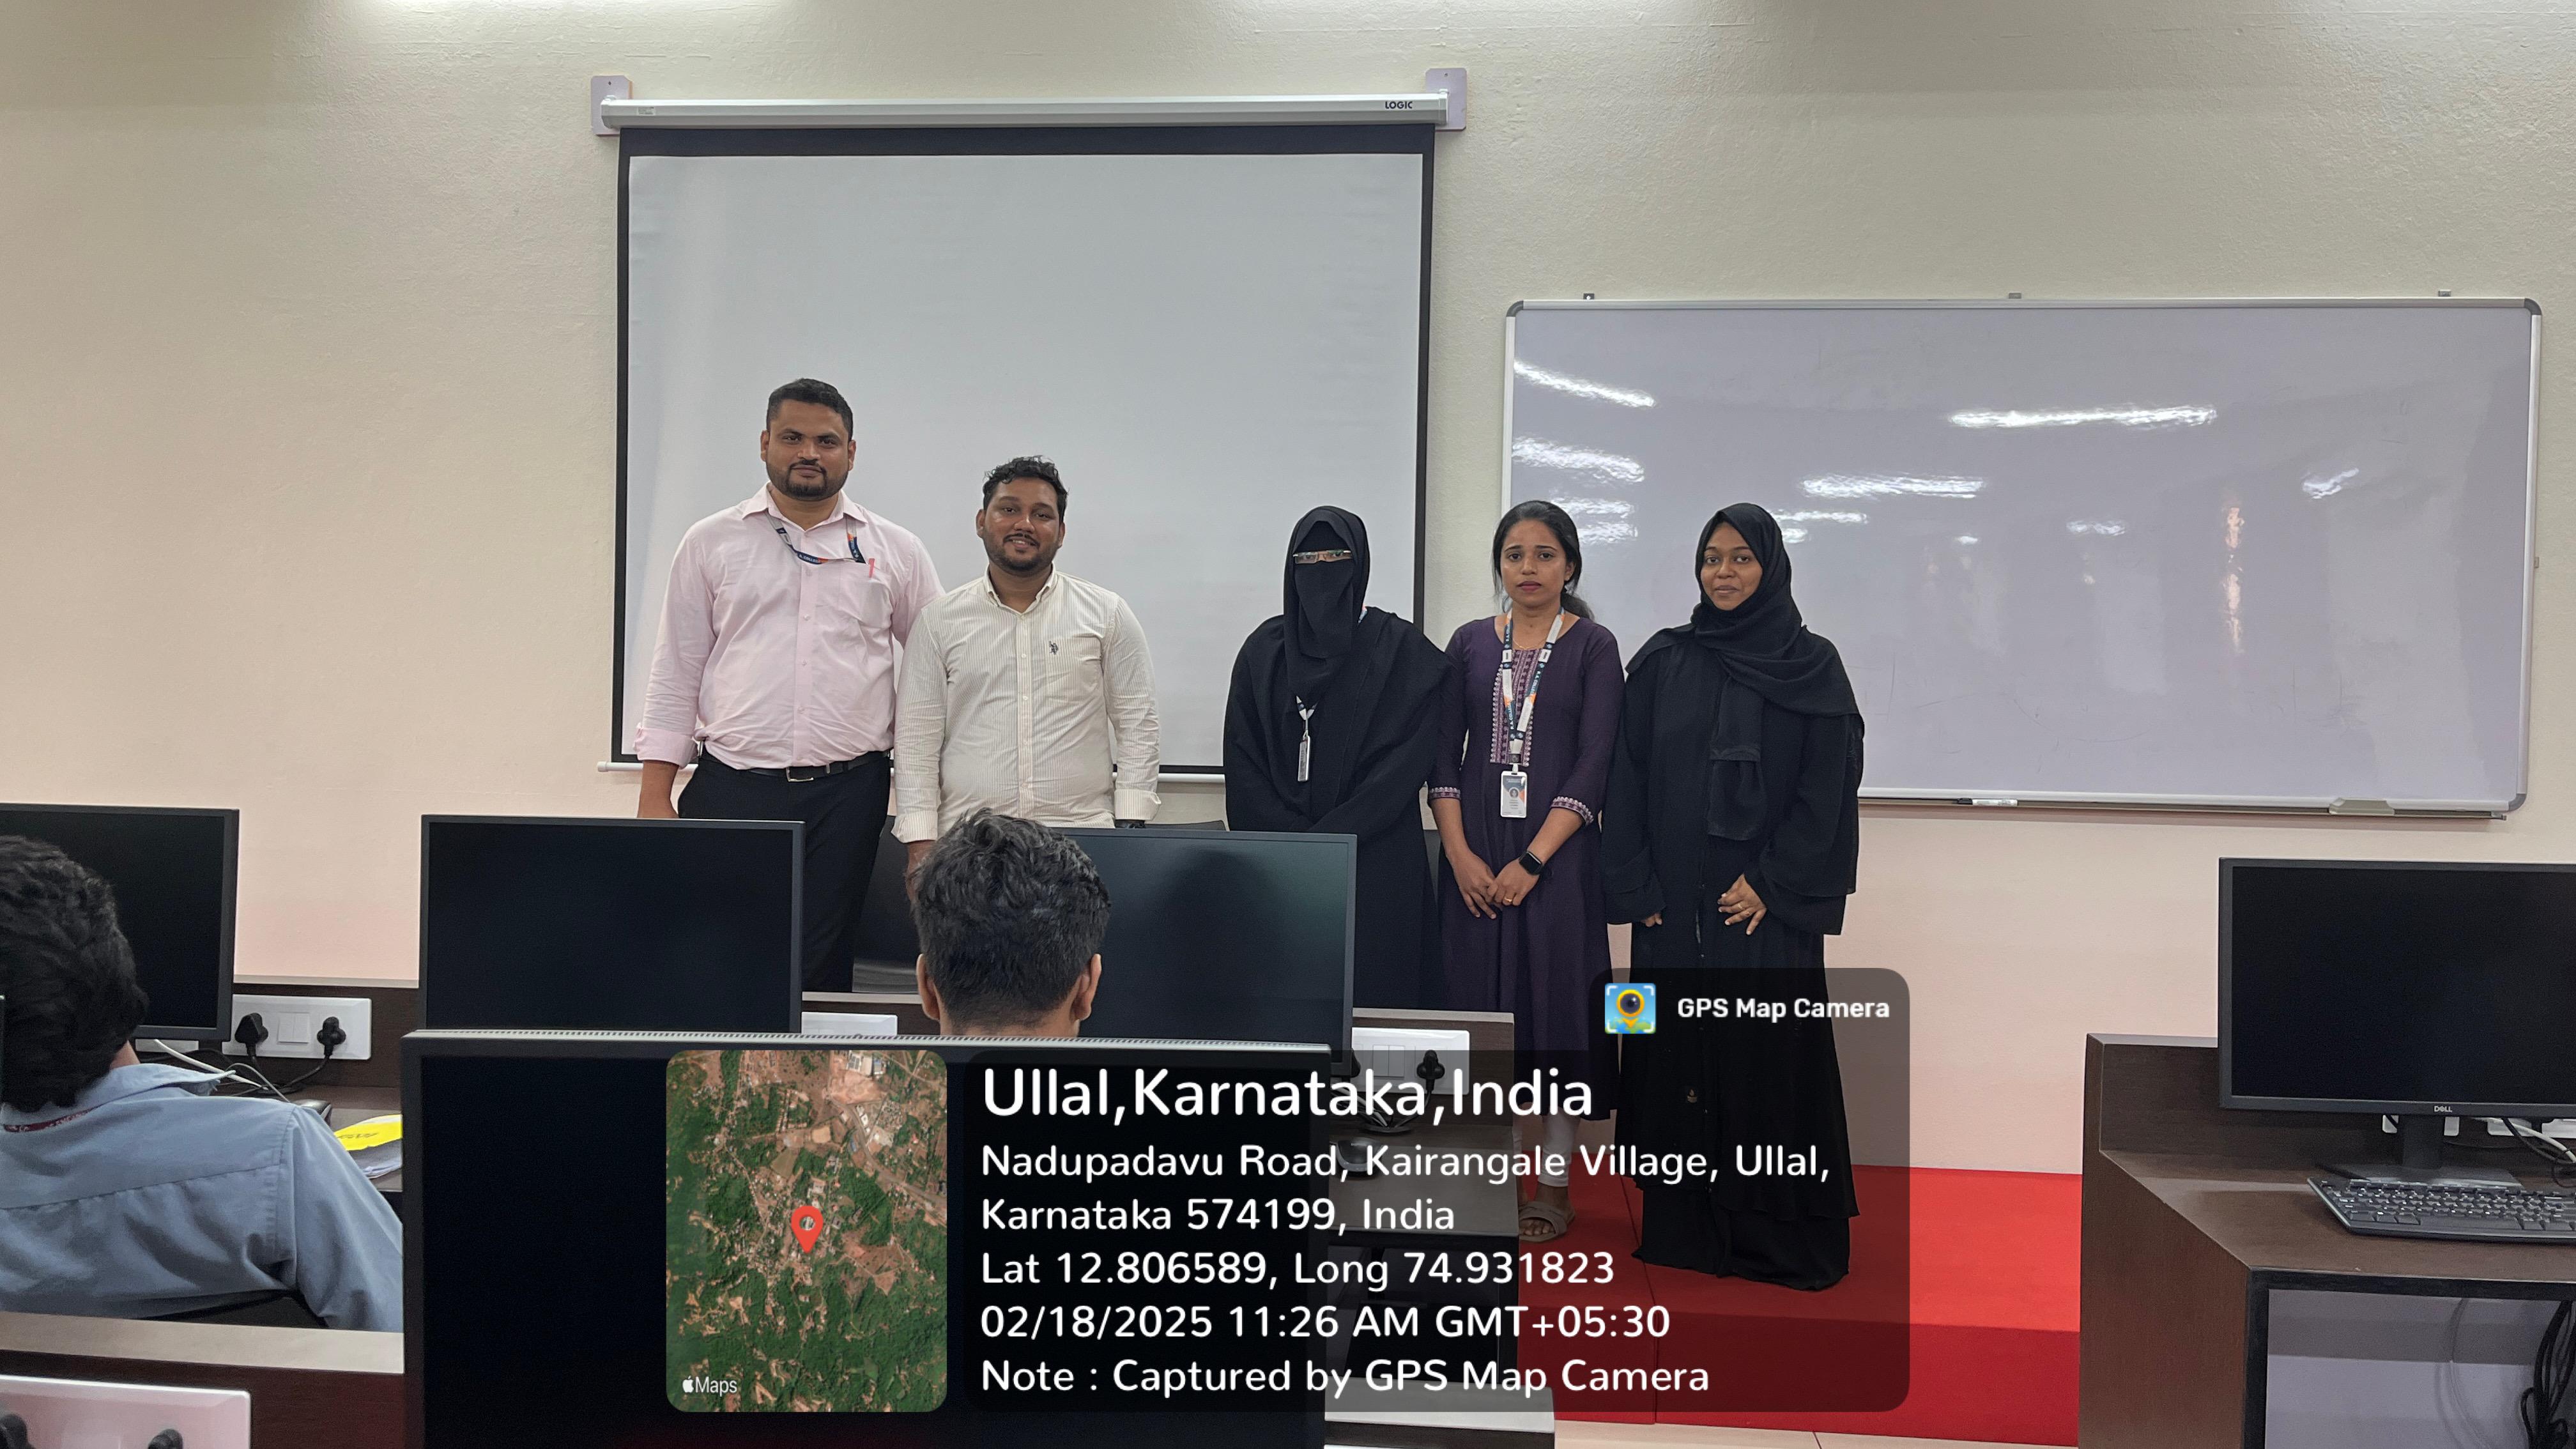 LOGIC
GPS Map Camera
Ullal,Karnataka,India
Nadupadavu Road, Kairangale Village, Ullal,
Karnataka 574199, India
Lat 12.806589, Long 74.931823
02/18/2025 11:26 AM GMT+05:30
Note : Captured by GPS Map Camera
Maps
DELL